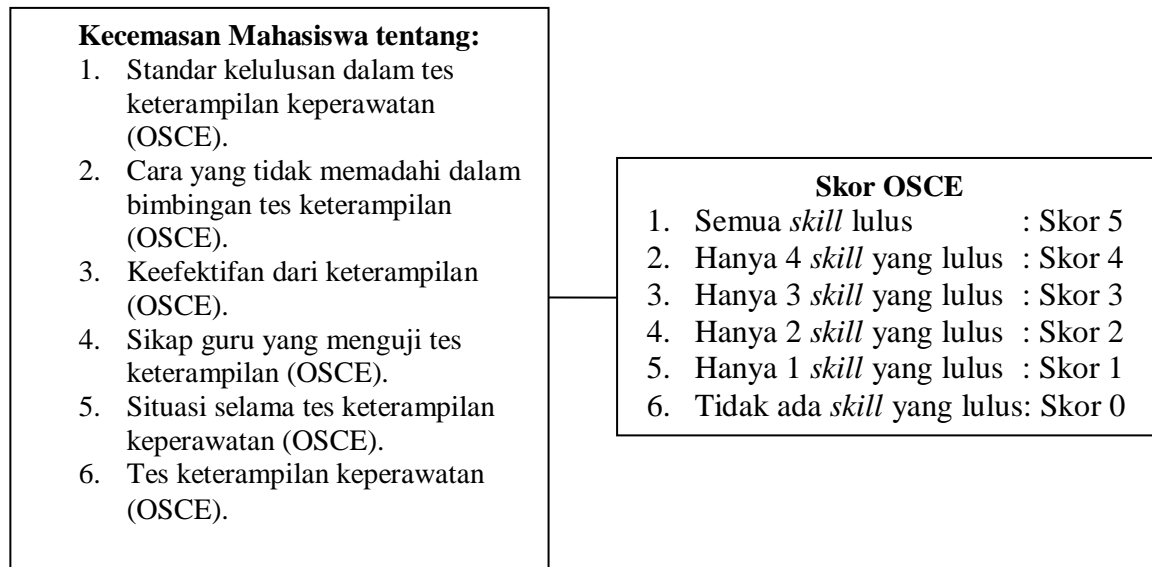 Kecemasan Mahasiswa tentang:
1. Standar kelulusan dalam tes
keterampilan keperawatan
(OSCE).
2. Cara yang tidak memadahi dalam
bimbingan tes keterampilan
(OSCE).
3. Keefektifan dari keterampilan
(OSCE).
4. Sikap guru yang menguji tes
keterampilan (OSCE).
5. Situasi selama tes keterampilan
keperawatan (OSCE).
6. Tes keterampilan keperawatan
(OSCE).
Skor OSCE
1. Semua skill lulus : Skor 5
2. Hanya 4 skill yang lulus : Skor 4
3. Hanya 3 skill yang lulus : Skor 3
4. Hanya 2 skill yang lulus : Skor 2
5. Hanya 1 skill yang lulus : Skor 1
6. Tidak ada skill yang lulus: Skor 0